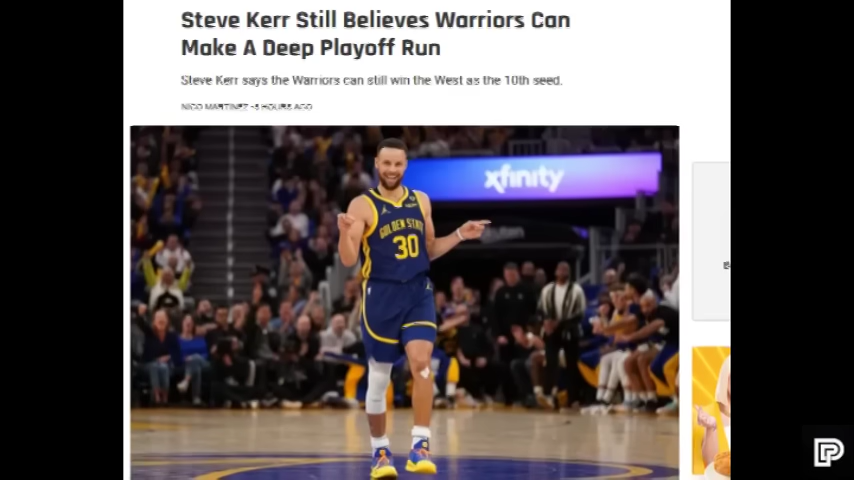 Steve Kerr Still Believes Warriors Can
Make A Deep Playoff Run
Steve Kerr says the Warriors can still win the West as the 10th seed.
NICO MARTINEZ • 5 HOURS AGO
xfinity
GOLDEN STATE
30